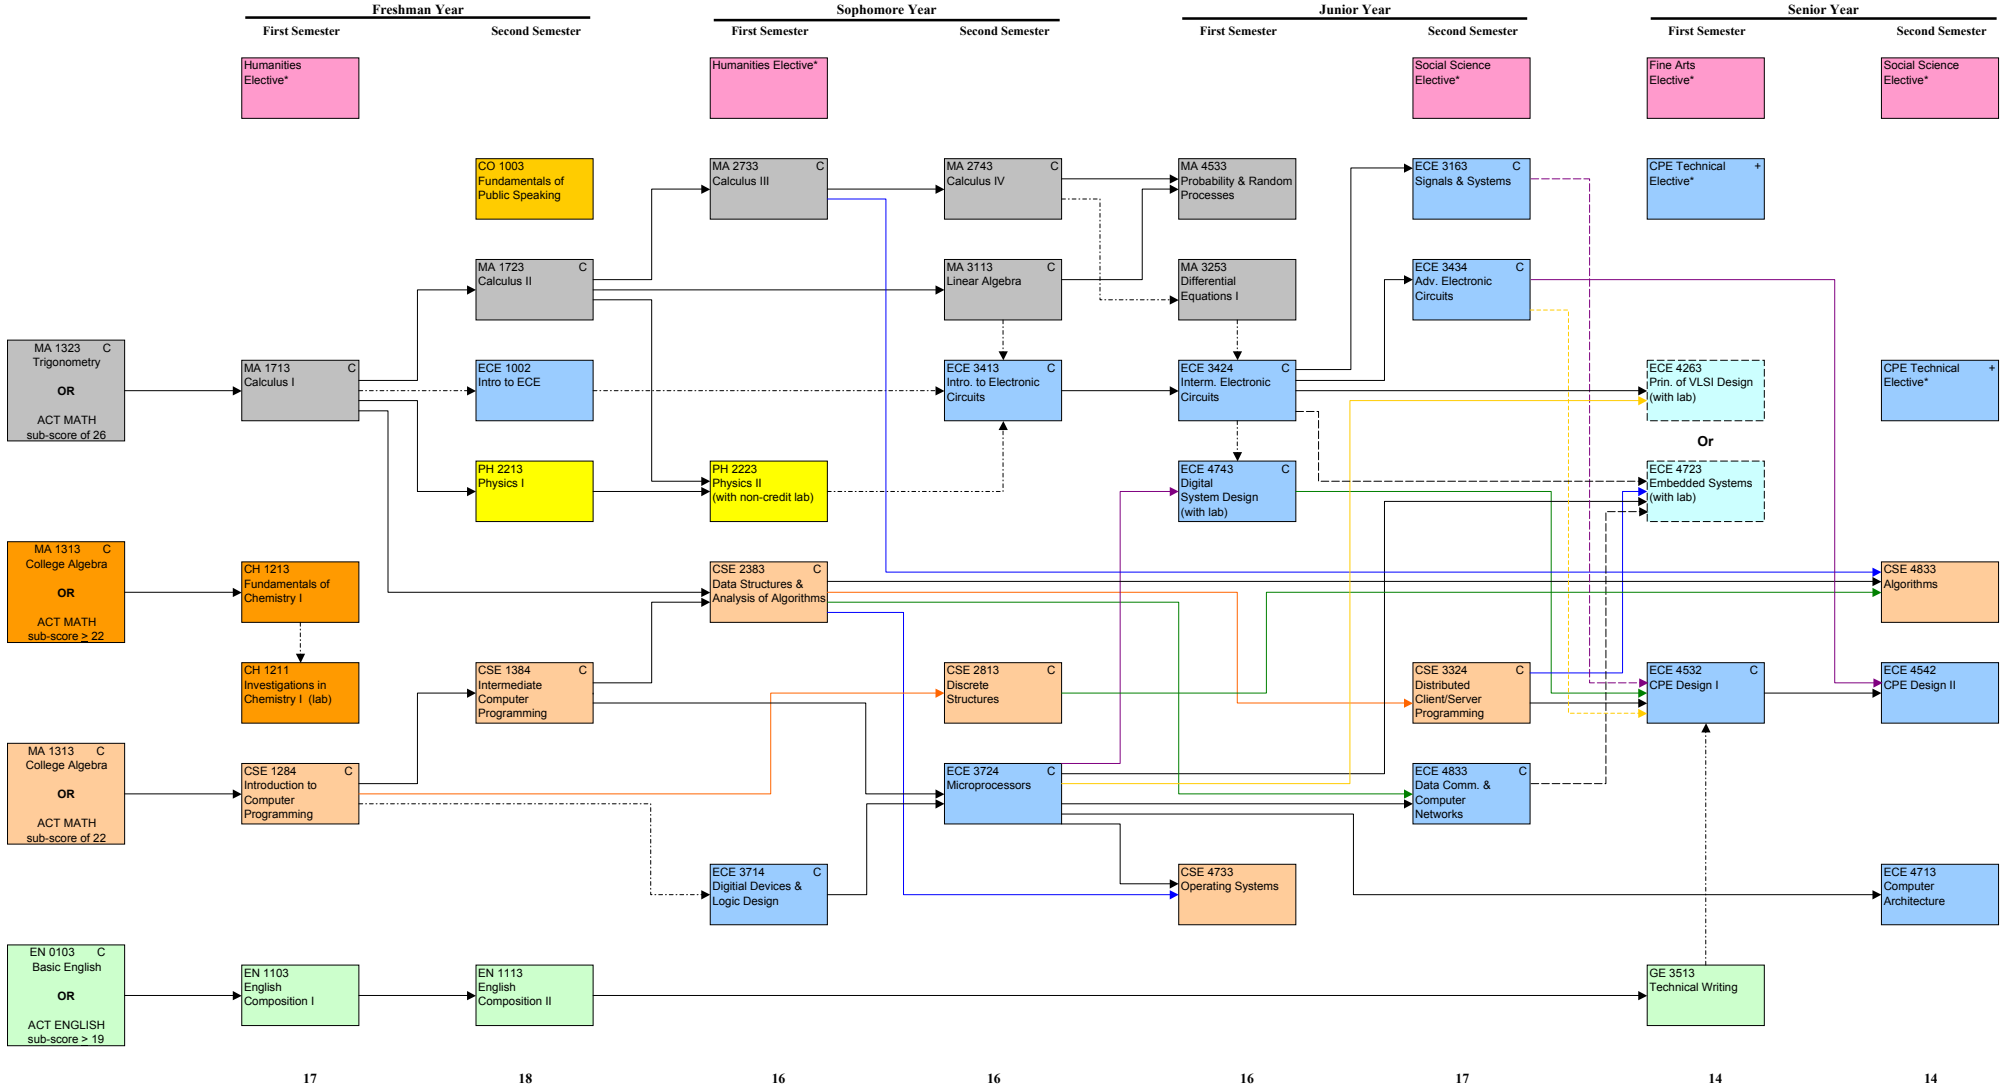 Freshman Year
Sophomore Year
Junior Year
Senior Year
First Semester
Second Semester
First Semester
Second Semester
First Semester
Second Semester
First Semester
Second Semester
Humanities
Elective*
Humanities Elective*
Social Science
Elective*
Fine Arts
Elective*
Social Science
Elective*
CO 1003
Fundamentals of
Public Speaking
MA 2733 C
Calculus III
MA 2743 C
Calculus IV
MA 4533
Probability & Random
Processes
ECE 3163 C
Signals & Systems
CPE Technical +
Elective*
MA 1723 C
Calculus II
MA 3113 C
Linear Algebra
MA 3253
Differential
Equations I
ECE 3434 C
Adv. Electronic
Circuits
MA 1323 C
Trigonometry
OR
ACT MATH
sub-score of 26
MA 1713 C
Calculus I
ECE 1002
Intro to ECE
ECE 3413 C
Intro. to Electronic
Circuits
ECE 3424 C
Interm. Electronic
Circuits
ECE 4263
Prin. of VLSI Design
(with lab)
CPE Technical +
Elective*
Or
PH 2213
Physics I
PH 2223
Physics II
(with non-credit lab)
ECE 4743 C
Digital
System Design
(with lab)
ECE 4723
Embedded Systems
(with lab)
MA 1313 C
College Algebra
OR
ACT MATH
sub-score > 22
CH 1213
Fundamentals of
Chemistry I
CSE 2383 C
Data Structures &
Analysis of Algorithms
CSE 4833
Algorithms
CH 1211
Investigations in
Chemistry I (lab)
CSE 1384 C
Intermediate
Computer
Programming
CSE 2813 C
Discrete
Structures
CSE 3324 C
Distributed
Client/Server
Programming
ECE 4532 C
CPE Design I
ECE 4542
CPE Design II
MA 1313 C
College Algebra
OR
ACT MATH
sub-score of 22
CSE 1284 C
Introduction to
Computer
Programming
ECE 3724 C
Microprocessors
ECE 4833 C
Data Comm. &
Computer
Networks
ECE 3714 C
Digitial Devices &
Logic Design
CSE 4733
Operating Systems
ECE 4713
Computer
Architecture
EN 0103 C
Basic English
OR
ACT ENGLISH
sub-score > 19
EN 1103
English
Composition I
EN 1113
English
Composition II
GE 3513
Technical Writing
17
18
16
16
16
17
14
14